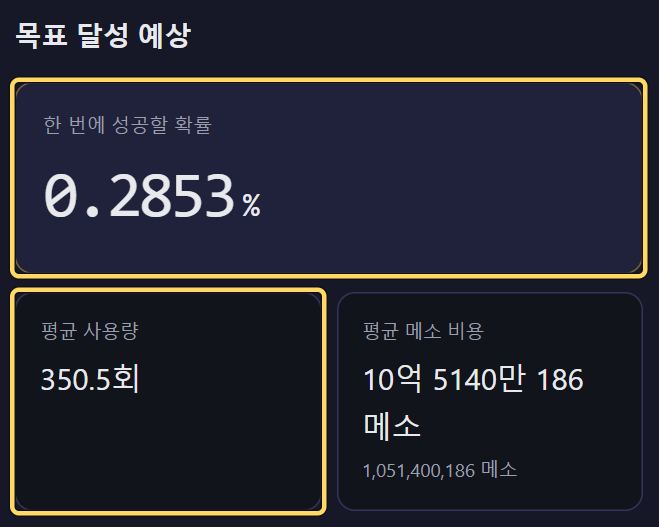 목표 달성 예상
한 번에 성공할 확률
0.2853%
평균 사용량
350.5회
평균 메소 비용
10억 5140만 186
메소
1,051,400,186 메소